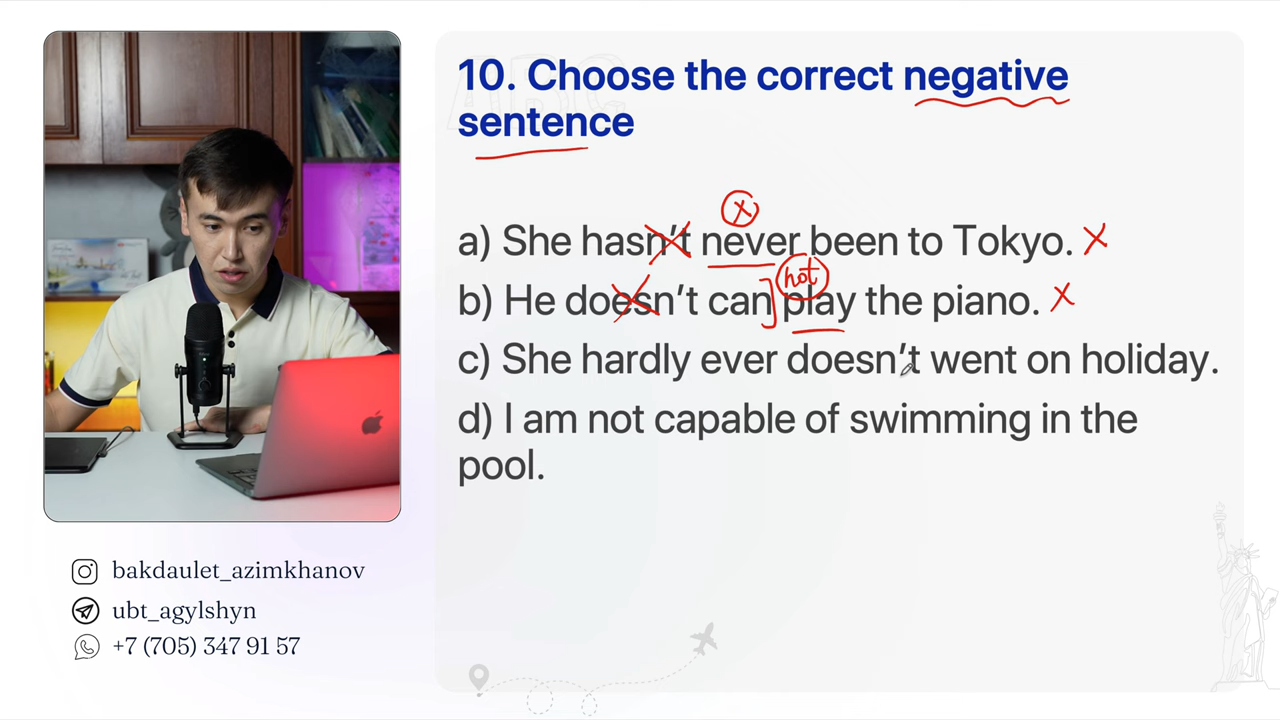 10. Choose the correct negative
sentence
x
a) She hasn't never been to Tokyo. x
not
b) He doesn't can play the piano. x
c) She hardly ever doesn't went on holiday.
d) I am not capable of swimming in the
pool.
bakdaulet_azimkhanov
ubt_agylshyn
+7 (705) 347 91 57